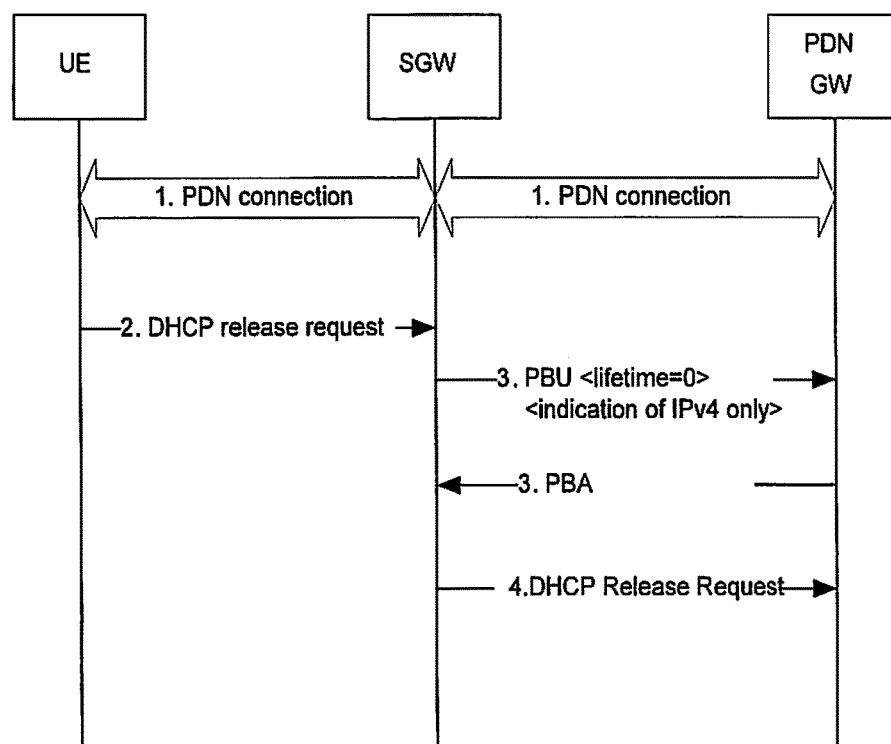 UE
SGW
PDN
GW
1. PDN connection
1. PDN connection
2. DHCP release request
3. PBU <lifetime=0>
<indication of IPv4 only>
3. PBA
4.DHCP Release Request